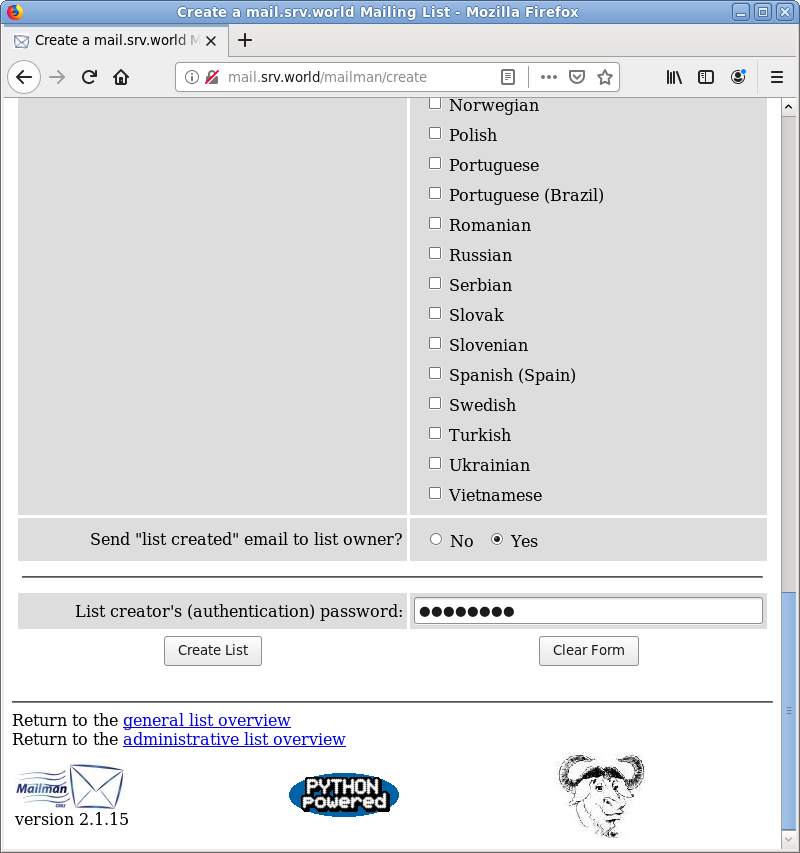 Create a mail.srv.world Mailing List - Mozilla Firefox
Create a mail.srv.world M
mail.srv.world/mailman/create
Norwegian
Polish
Portuguese
Portuguese (Brazil)
Romanian
Russian
Serbian
Slovak
Slovenian
Spanish (Spain)
Swedish
Turkish
Ukrainian
Vietnamese
Send "list created" email to list owner? No Yes
List creator's (authentication) password: ●●●●●●●●
Create List Clear Form
Return to the general list overview
Return to the administrative list overview
Mailman
PYTHON
Powered
version 2.1.15